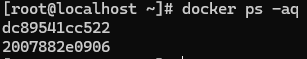 [root@localhost ~]# docker ps -aq
dc89541cc522
2007882e0906